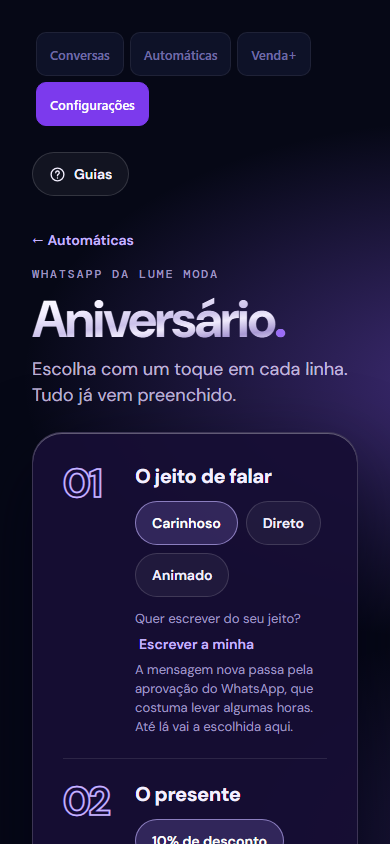 Conversas
Automáticas
Venda+
Configurações
Guias
← Automáticas
WHATSAPP DA LUME MODA
Aniversário.
Escolha com um toque em cada linha.
Tudo já vem preenchido.
01
O jeito de falar
Carinhoso
Direto
Animado
Quer escrever do seu jeito?
Escrever a minha
A mensagem nova passa pela
aprovação do WhatsApp, que
costuma levar algumas horas.
Até lá vai a escolhida aqui.
02
O presente
10% de desconto